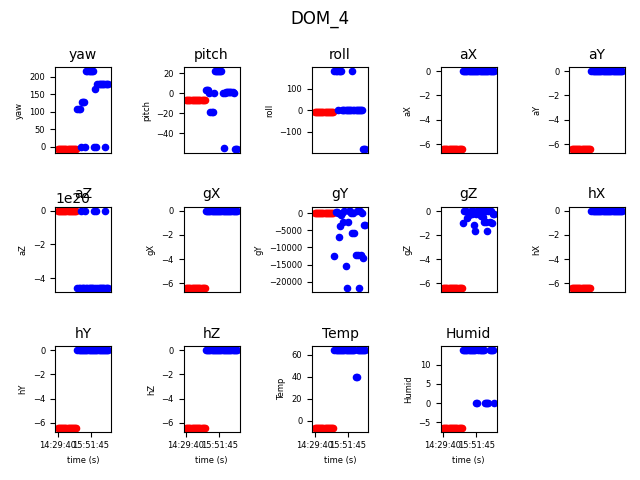 DOM_4
yaw pitch roll aX aY
yaw 200 150 100 50 0
pitch 20 0 −20 −40
roll 100 0 −100
aX 0 −2 −4 −6
aY 0 −2 −4 −6
1e20 aZ gX gY gZ hX
aZ 0 −2 −4
gX 0 −2 −4 −6
gY 0 −5000 −10000 −15000 −20000
gZ 0 −2 −4 −6
hX 0 −2 −4 −6
hY hZ Temp Humid
hY 0 −2 −4 −6
hZ 0 −2 −4 −6
Temp 60 40 20 0
Humid 10 5 0 −5
14:29:40 15:51:45 14:29:40 15:51:45 14:29:40 15:51:45 14:29:40 15:51:45
time (s) time (s) time (s) time (s)